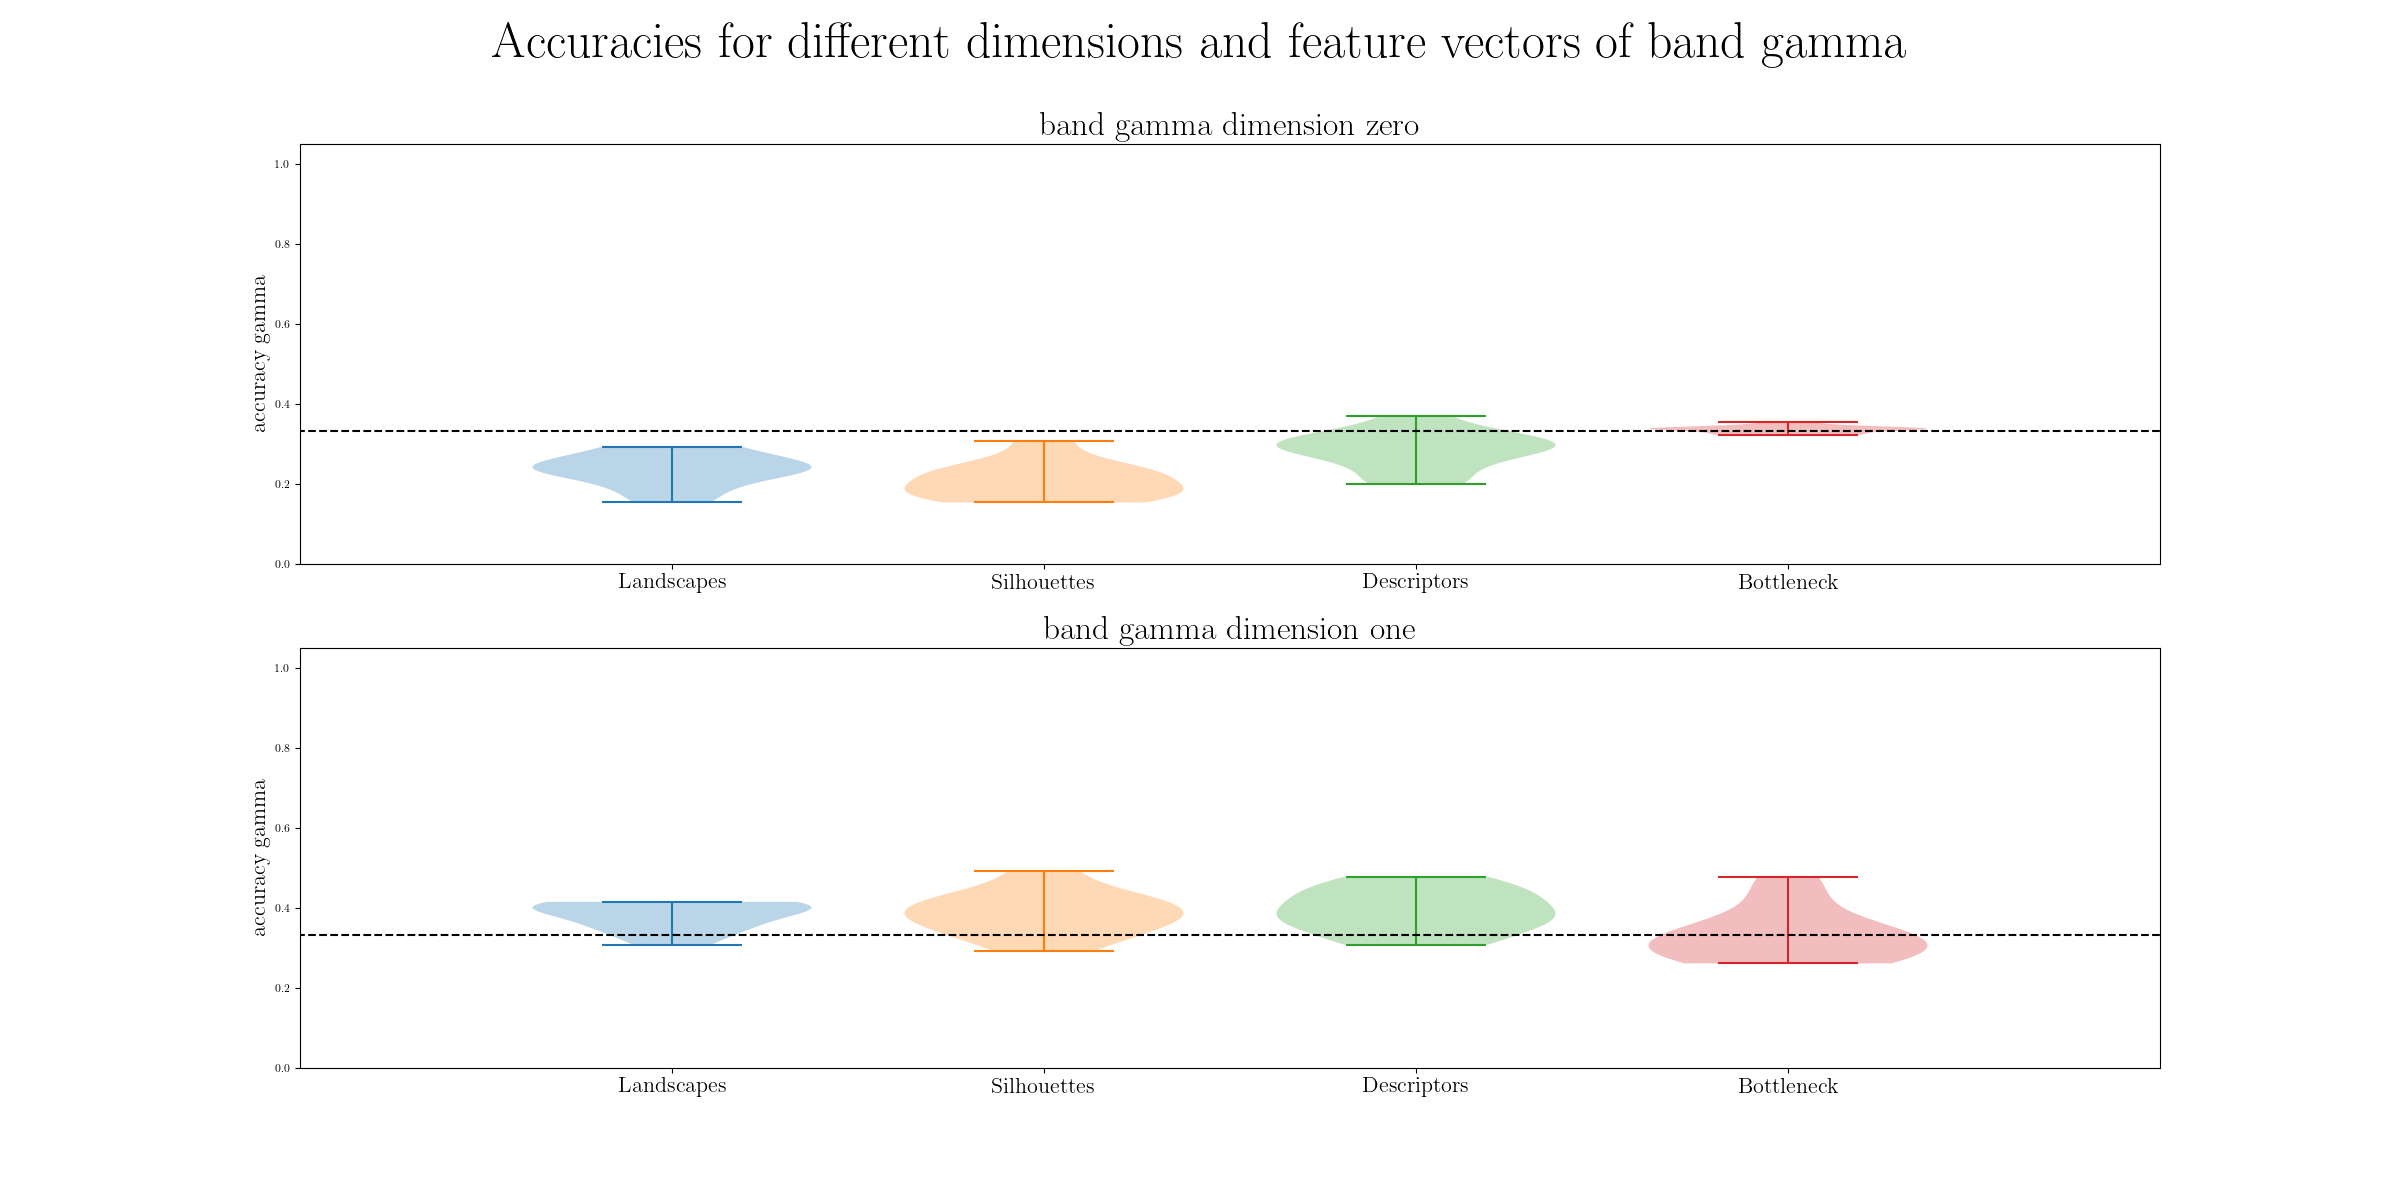 Accuracies for different dimensions and feature vectors of band gamma
band gamma dimension zero
1.0
0.8
0.6
0.4
0.2
0.0
accuracy gamma
Landscapes Silhouettes Descriptors Bottleneck
band gamma dimension one
1.0
0.8
0.6
0.4
0.2
0.0
accuracy gamma
Landscapes Silhouettes Descriptors Bottleneck